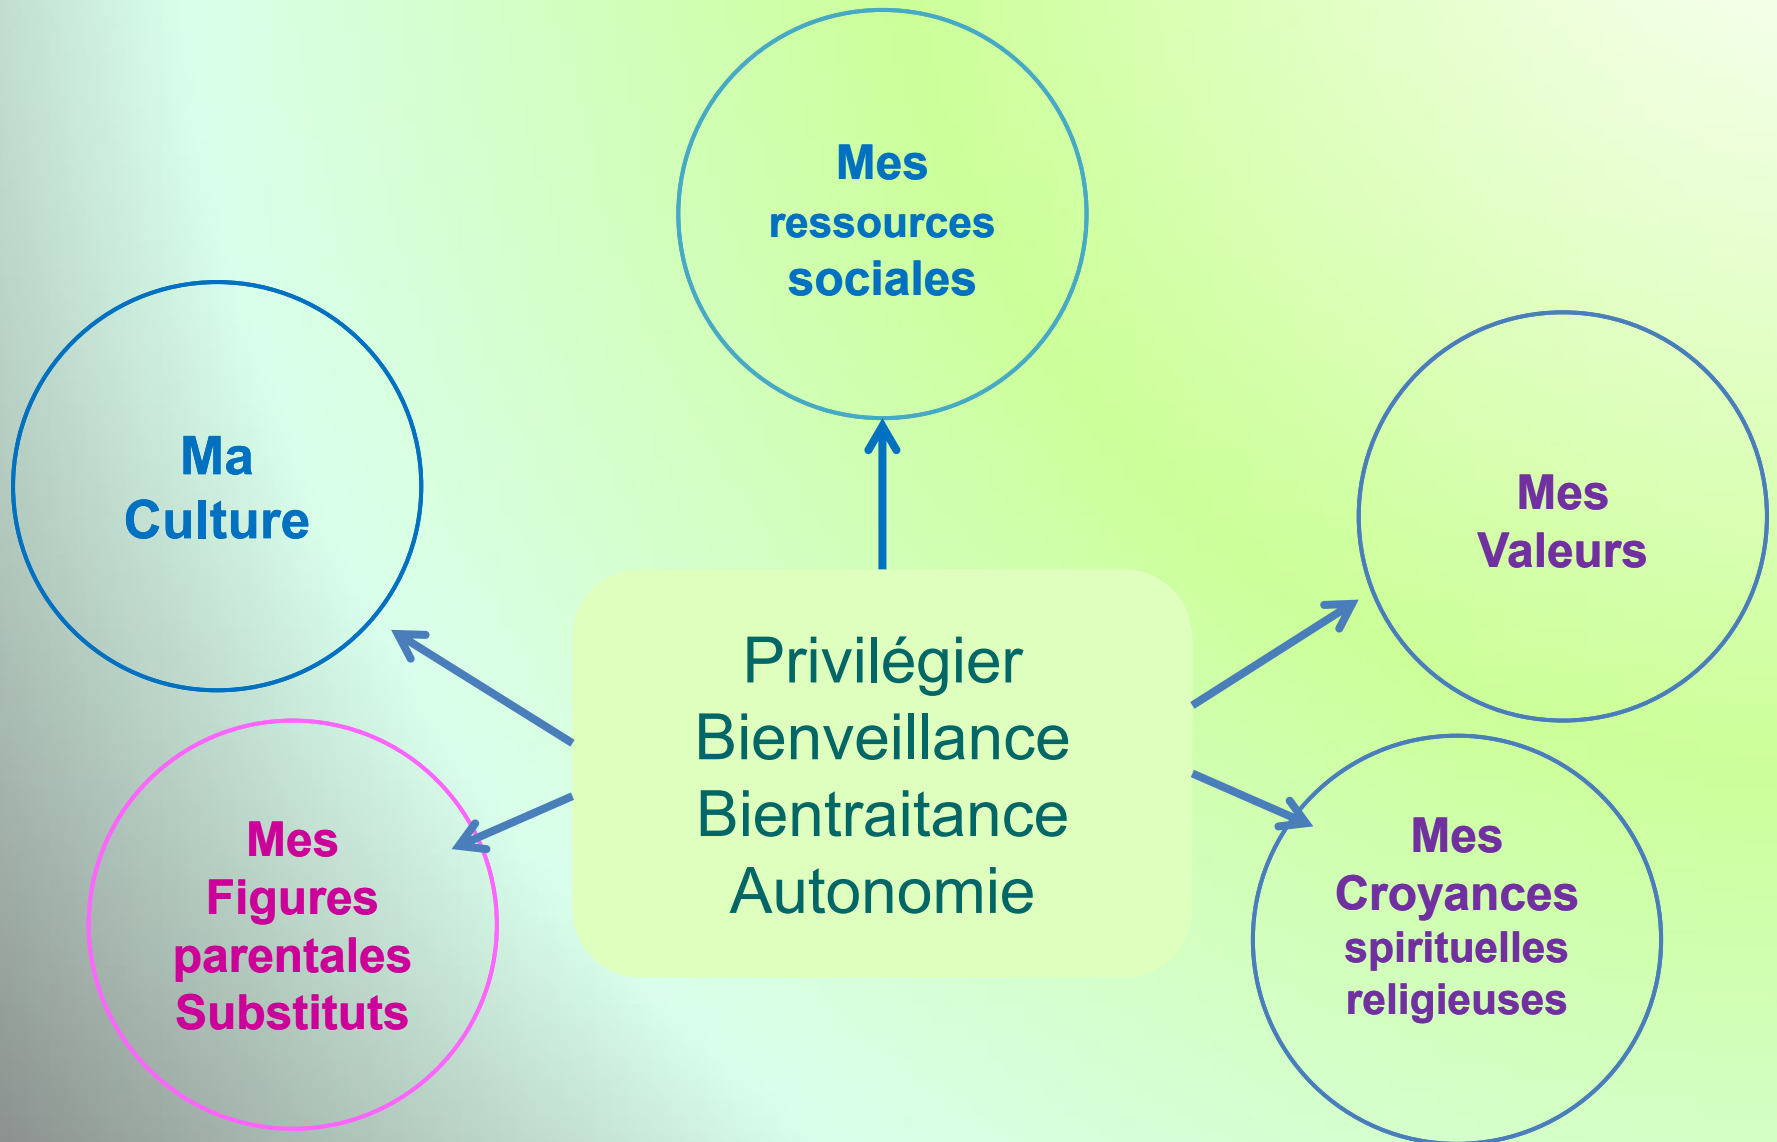 Mes
ressources
sociales
Ma
Culture
Mes
Valeurs
Privilégier
Bienveillance
Bientraitance
Autonomie
Mes
Figures
parentales
Substituts
Mes
Croyances
spirituelles
religieuses